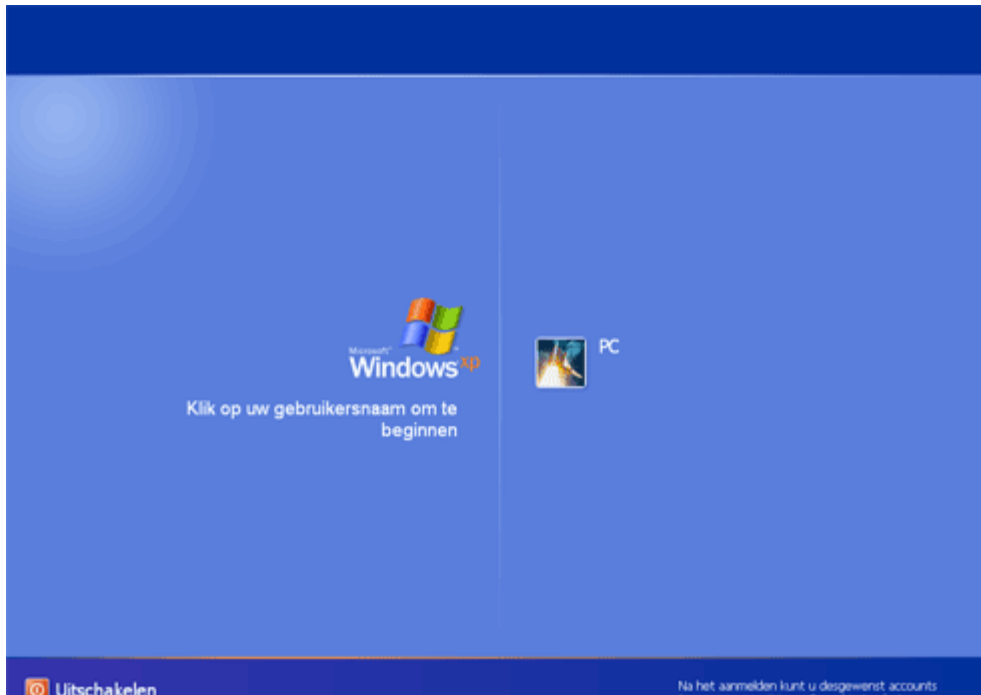 Microsoft
Windows xp
Klik op uw gebruikersnaam om te
beginnen
PC
Uitschakelen
Na het aanmelden kunt u desgewenst accounts